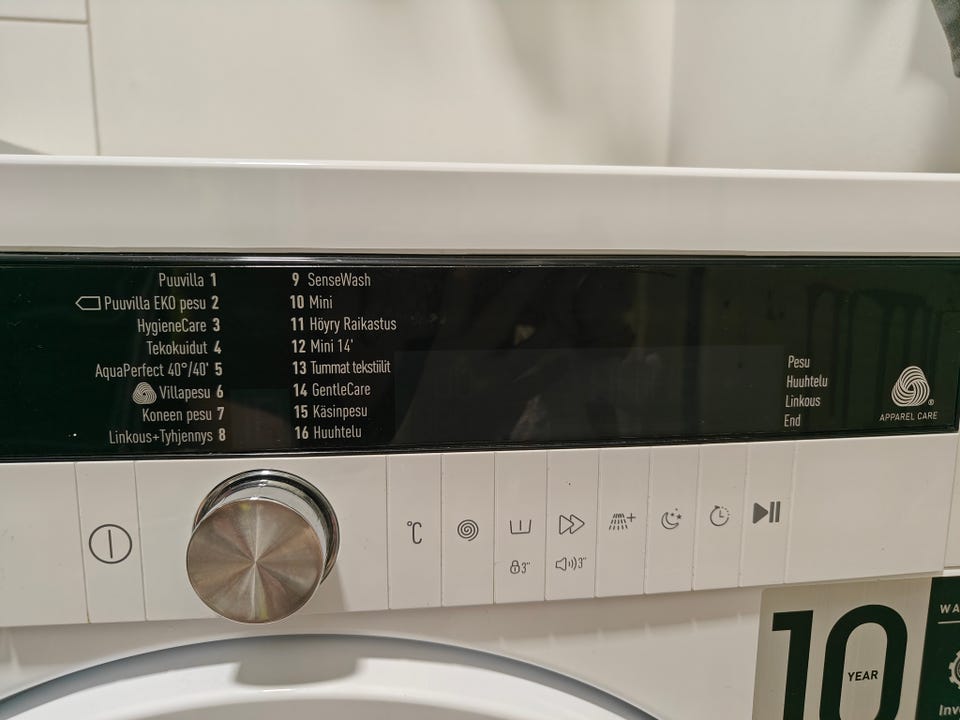 Puuvilla 1
Puuvilla EKO pesu 2
HygieneCare 3
Tekokuidut 4
AquaPerfect 40°/40' 5
Villapesu 6
Koneen pesu 7
Linkous+Tyhjennys 8
9 SenseWash
10 Mini
11 Höyry Raikastus
12 Mini 14'
13 Tummat tekstiilit
14 GentleCare
15 Käsinpesu
16 Huuhtelu
Pesu
Huuhtelu
Linkous
End
®
APPAREL CARE
°C
3"
3"
10
YEAR